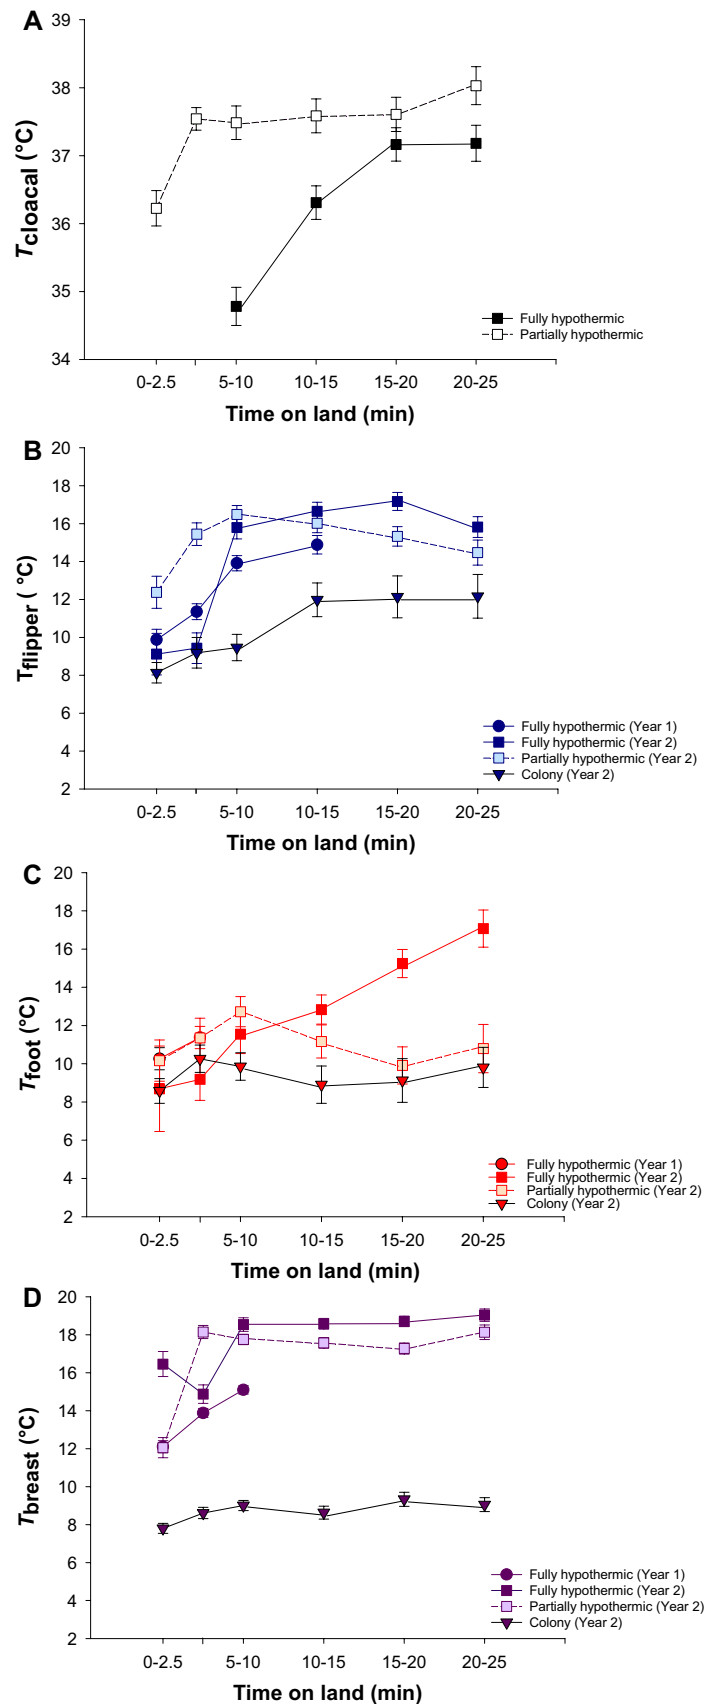 A
39
38
37
36
35
34
Tcloacal (°C)
Fully hypothermic
Partially hypothermic
0-2.5 5-10 10-15 15-20 20-25
Time on land (min)
B
20
18
16
14
12
10
8
6
4
2
Tflipper ( °C)
Fully hypothermic (Year 1)
Fully hypothermic (Year 2)
Partially hypothermic (Year 2)
Colony (Year 2)
0-2.5 5-10 10-15 15-20 20-25
Time on land (min)
C
20
18
16
14
12
10
8
6
4
2
Tfoot (°C)
Fully hypothermic (Year 1)
Fully hypothermic (Year 2)
Partially hypothermic (Year 2)
Colony (Year 2)
0-2.5 5-10 10-15 15-20 20-25
Time on land (min)
D
20
18
16
14
12
10
8
6
4
2
Tbreast (°C)
Fully hypothermic (Year 1)
Fully hypothermic (Year 2)
Partially hypothermic (Year 2)
Colony (Year 2)
0-2.5 5-10 10-15 15-20 20-25
Time on land (min)